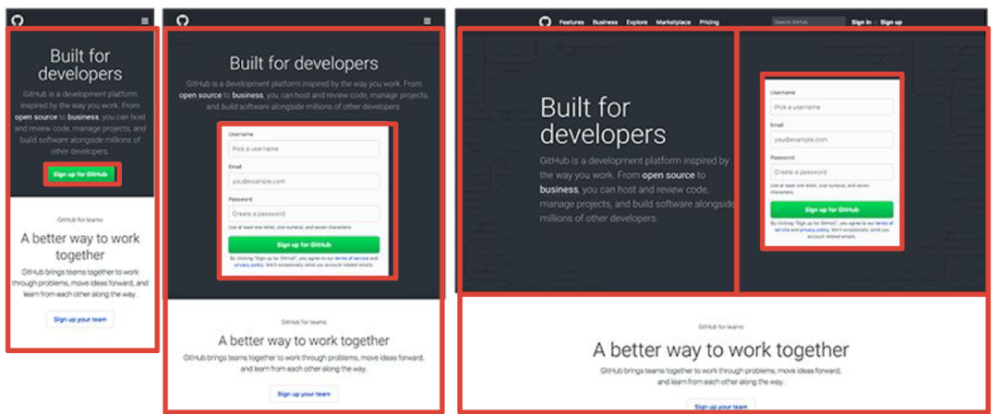 Built for
developers
GitHub is a development platform
inspired by the way you work. From
open source to business, you can host
and review code, manage projects, and
build software alongside millions of
other developers.
Sign up for GitHub
GitHub for teams
A better way to work
together
GitHub brings teams together to work
through problems, move ideas forward, and
learn from each other along the way.
Sign up your team
Built for developers
GitHub is a development platform inspired by the way you work. From
open source to business, you can host and review code, manage projects,
and build software alongside millions of other developers.
Username
Pick a username
Email
you@example.com
Password
Create a password
Use at least one letter, one numeral, and seven characters.
Sign up for GitHub
By clicking "Sign up for GitHub", you agree to our terms of service and
privacy policy. We'll occasionally send you account related emails.
GitHub for teams
A better way to work together
GitHub brings teams together to work through problems, move ideas forward,
and learn from each other along the way.
Sign up your team
Features Business Explore Marketplace Pricing Search GitHub Sign in or Sign up
Built for
developers
GitHub is a development platform inspired by
the way you work. From open source to
business, you can host and review code,
manage projects, and build software alongside
millions of other developers.
Username
Pick a username
Email
you@example.com
Password
Create a password
Use at least one letter, one numeral, and seven
characters.
Sign up for GitHub
By clicking "Sign up for GitHub", you agree to our terms of
service and privacy policy. We'll occasionally send you
account related emails.
GitHub for teams
A better way to work together
GitHub brings teams together to work through problems, move ideas forward,
and learn from each other along the way.
Sign up your team